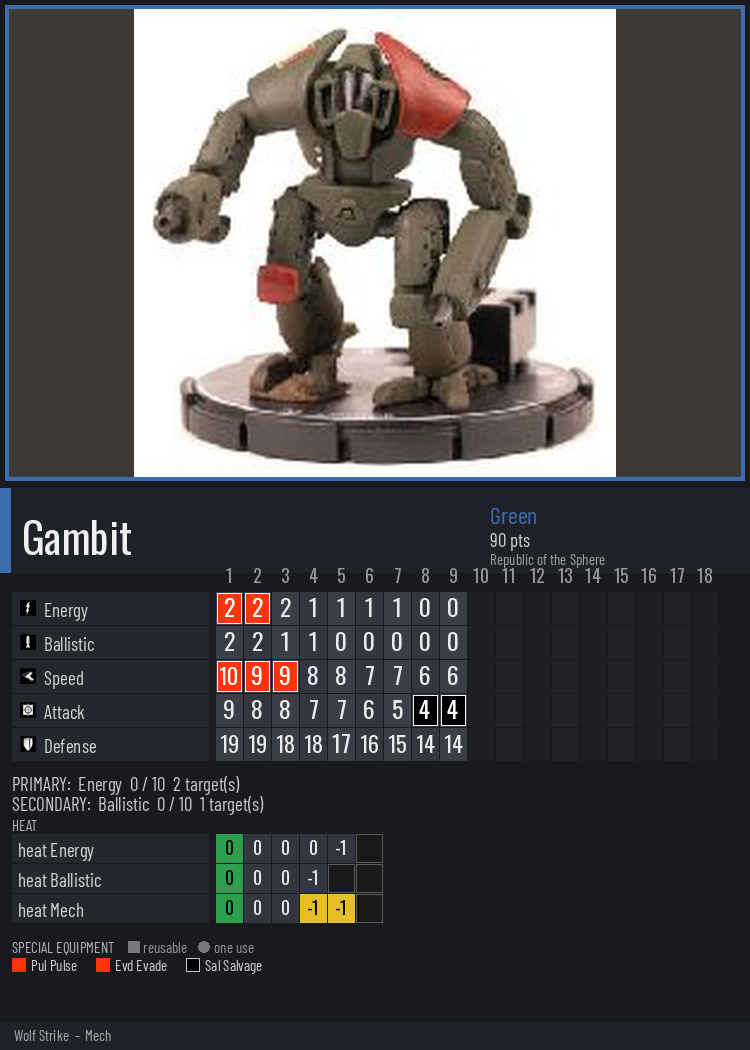 Gambit
Green
90 pts
Republic of the Sphere
1 2 3 4 5 6 7 8 9 10 11 12 13 14 15 16 17 18
Energy 2 2 2 1 1 1 1 0 0
Ballistic 2 2 1 1 0 0 0 0 0
Speed 10 9 9 8 8 7 7 6 6
Attack 9 8 8 7 7 6 5 4 4
Defense 19 19 18 18 17 16 15 14 14
PRIMARY: Energy 0 / 10 2 target(s)
SECONDARY: Ballistic 0 / 10 1 target(s)
HEAT
heat Energy 0 0 0 0 -1
heat Ballistic 0 0 0 -1
heat Mech 0 0 0 -1 -1
SPECIAL EQUIPMENT reusable one use
Pul Pulse Evd Evade Sal Salvage
Wolf Strike - Mech